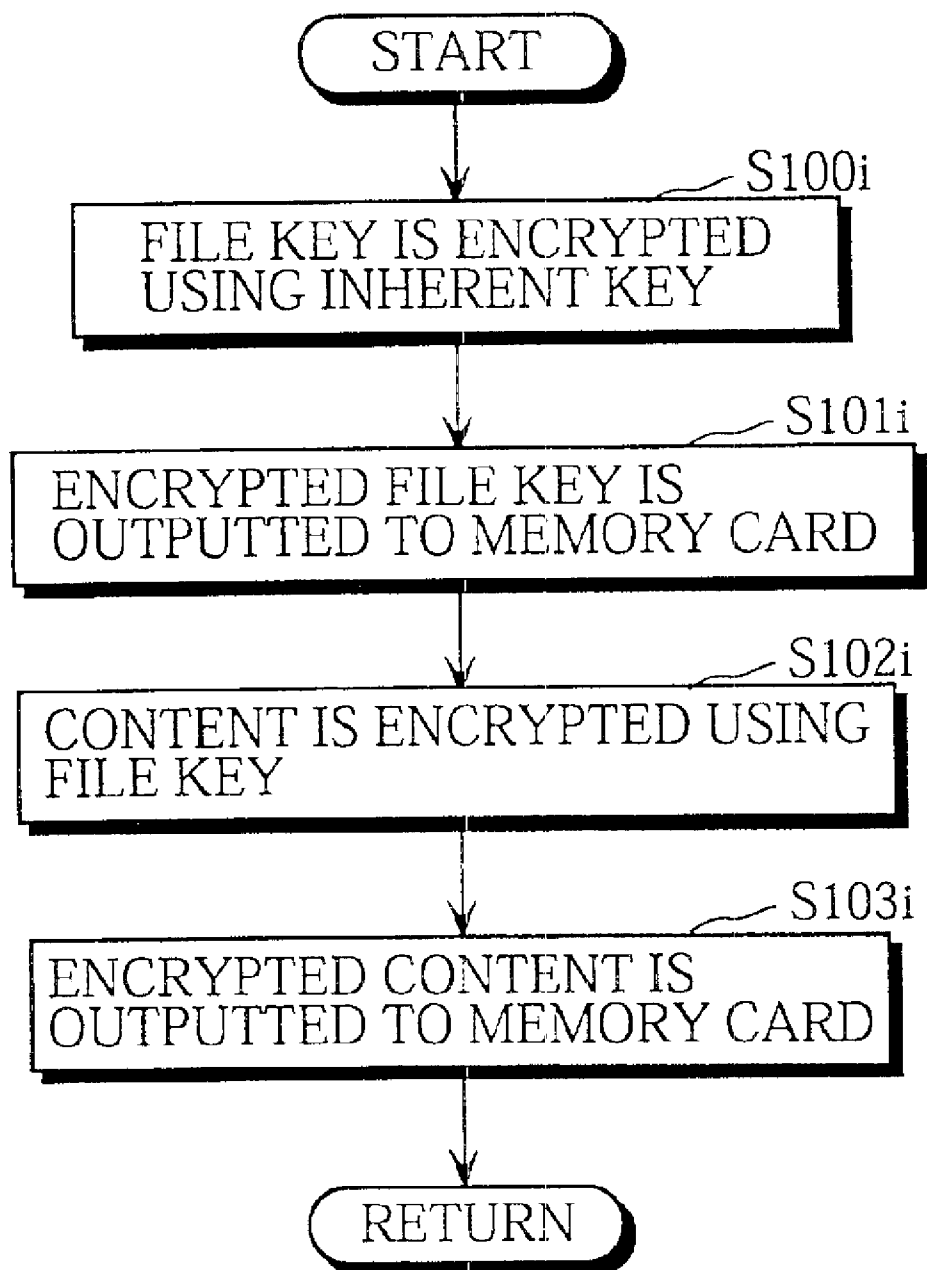 START
S100i
FILE KEY IS ENCRYPTED
USING INHERENT KEY
S101i
ENCRYPTED FILE KEY IS
OUTPUTTED TO MEMORY CARD
S102i
CONTENT IS ENCRYPTED USING
FILE KEY
S103i
ENCRYPTED CONTENT IS
OUTPUTTED TO MEMORY CARD
RETURN